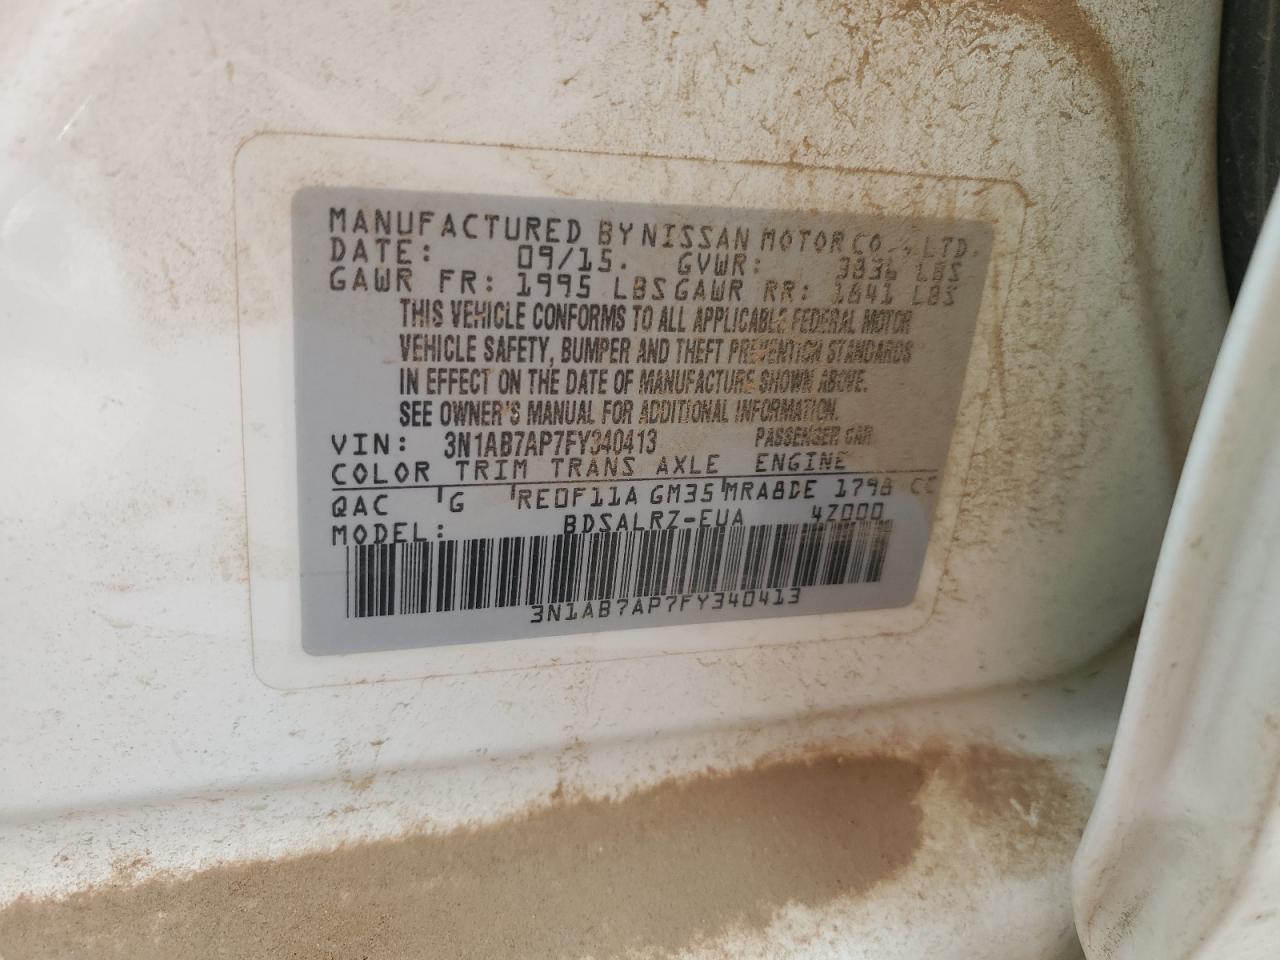 MANUFACTURED BY NISSAN MOTOR CO., LTD.
DATE: 09/15. GVWR: 3836 LBS
GAWR FR: 1995 LBS GAWR RR: 1841 LBS
THIS VEHICLE CONFORMS TO ALL APPLICABLE FEDERAL MOTOR
VEHICLE SAFETY, BUMPER AND THEFT PREVENTION STANDARDS
IN EFFECT ON THE DATE OF MANUFACTURE SHOWN ABOVE.
SEE OWNER'S MANUAL FOR ADDITIONAL INFORMATION.
VIN: 3N1AB7AP7FY340413 PASSENGER CAR
COLOR TRIM TRANS AXLE ENGINE
QAC G RE0F11A GM35 MRA8DE 1798 CC
MODEL: BDSALRZ-EUA 4Z000
3N1AB7AP7FY340413